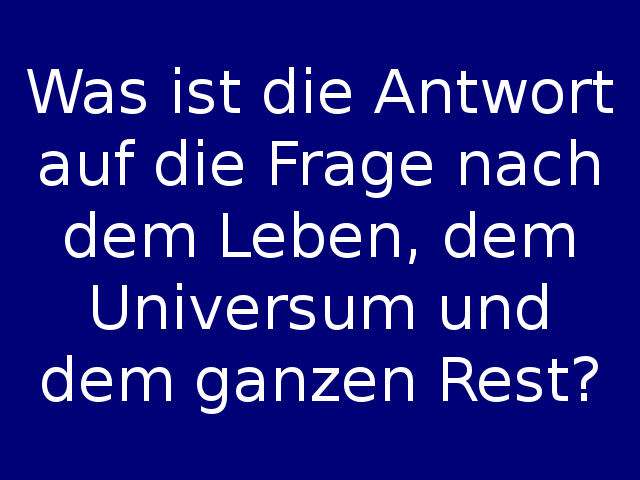 Was ist die Antwort
auf die Frage nach
dem Leben, dem
Universum und
dem ganzen Rest?